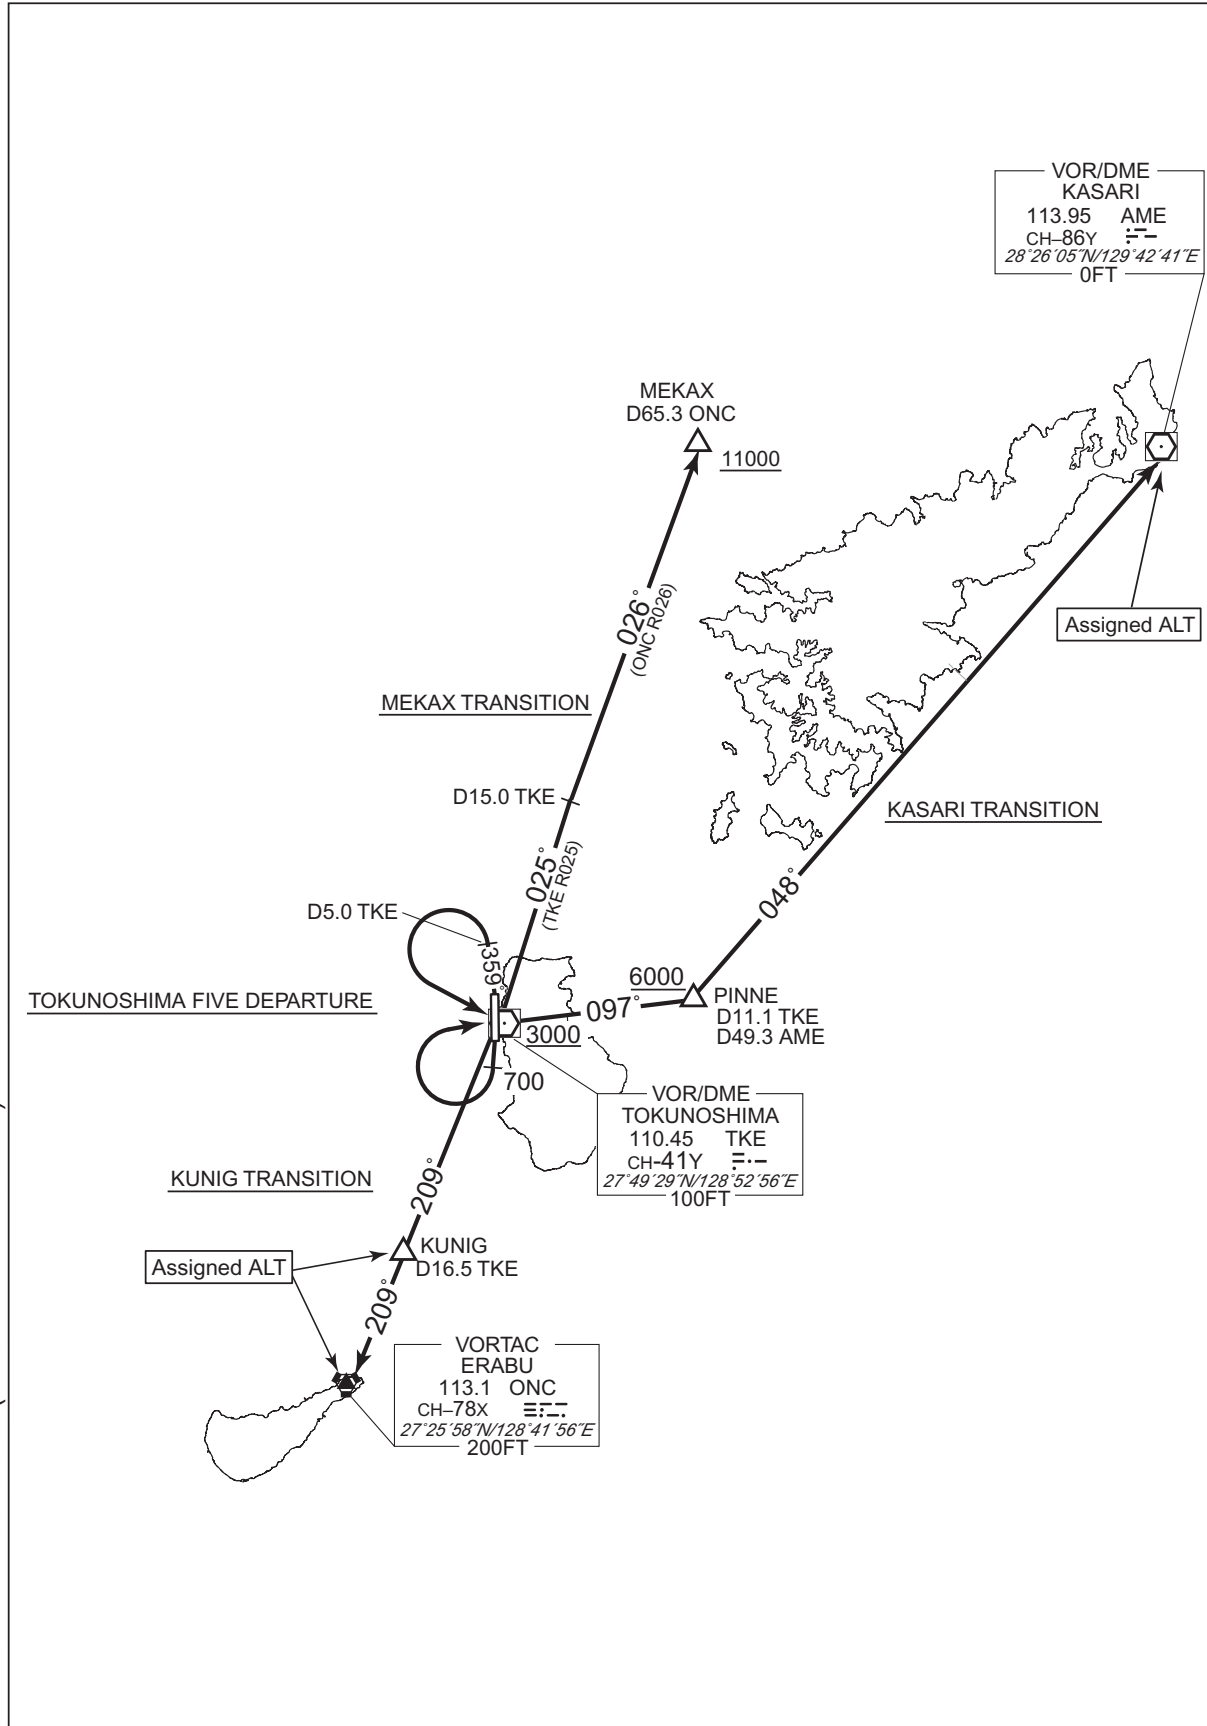 VOR/DME
KASARI
113.95 AME
CH–86Y
28°26´05˝N/129°42´41˝E
0FT
MEKAX
D65.3 ONC
11000
026°
(ONC R026)
Assigned ALT
MEKAX TRANSITION
D15.0 TKE
KASARI TRANSITION
025°
(TKE R025)
048°
D5.0 TKE
359°
TOKUNOSHIMA FIVE DEPARTURE
6000
097°
PINNE
D11.1 TKE
D49.3 AME
3000
700
VOR/DME
TOKUNOSHIMA
110.45 TKE
CH-41Y
27°49´29˝N/128°52´56˝E
100FT
KUNIG TRANSITION
209°
KUNIG
D16.5 TKE
Assigned ALT
209°
VORTAC
ERABU
113.1 ONC
CH–78X
27°25´58˝N/128°41´56˝E
200FT